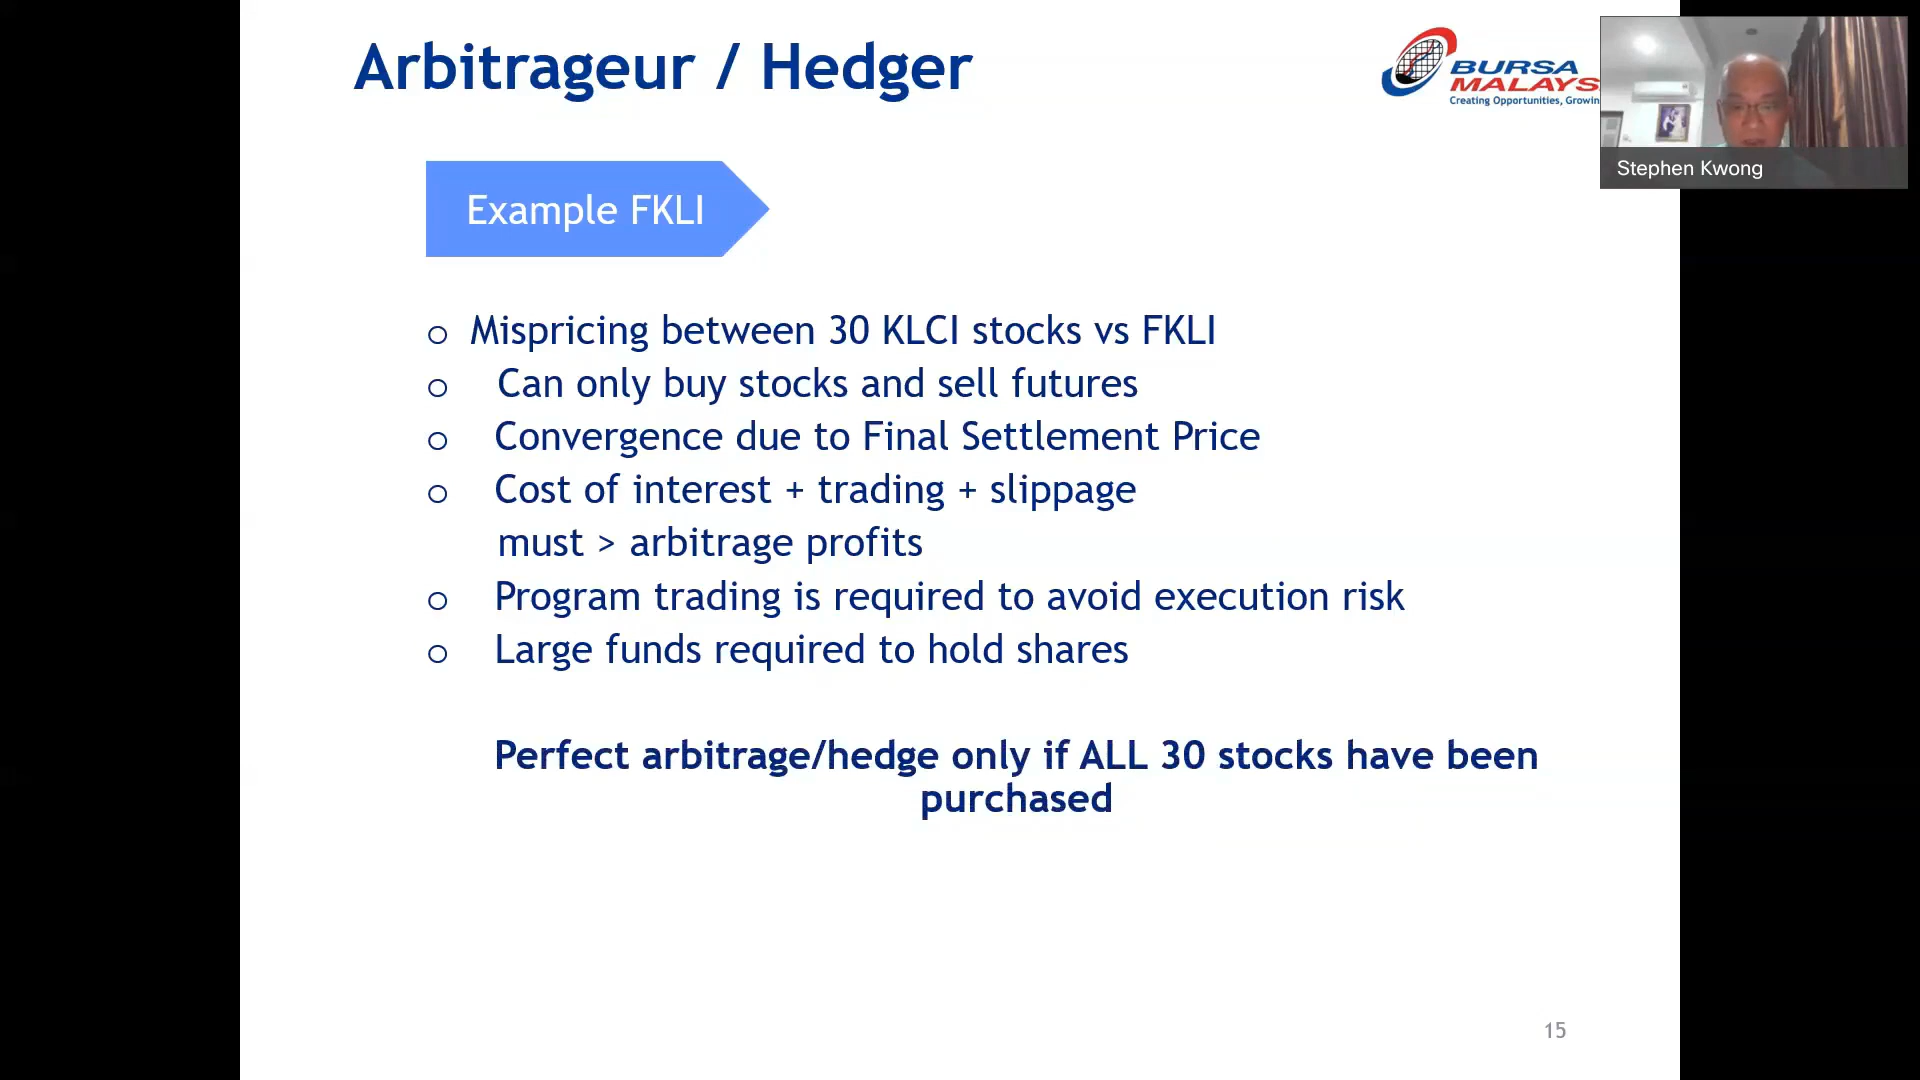 Arbitrageur / Hedger
BURSA
MALAYS
Creating Opportunities, Growin
Stephen Kwong
Example FKLI
o Mispricing between 30 KLCI stocks vs FKLI
o Can only buy stocks and sell futures
o Convergence due to Final Settlement Price
o Cost of interest + trading + slippage
must > arbitrage profits
o Program trading is required to avoid execution risk
o Large funds required to hold shares
Perfect arbitrage/hedge only if ALL 30 stocks have been
purchased
15